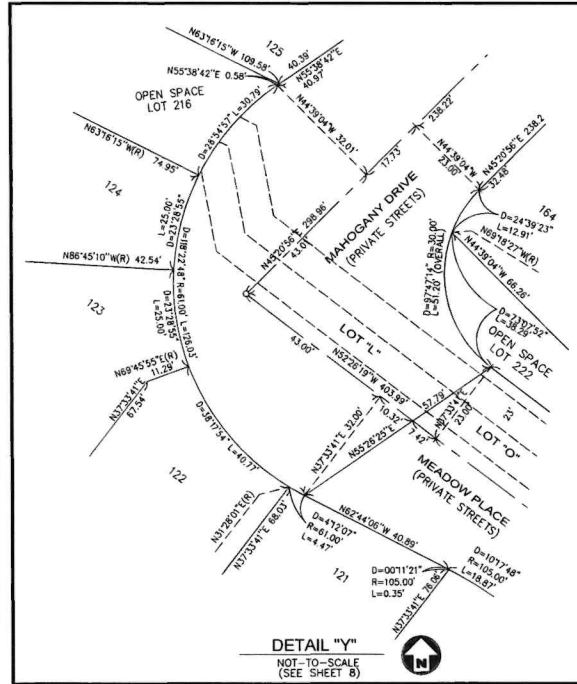 N63°16'15"W 109.58'
125
40.39'
N55°38'42"E
40.97'
N55°38'42"E 0.58'
OPEN SPACE
LOT 216
D=28°54'57" L=30.79'
N44°39'04"W 32.01'
238.22'
17.73'
N44°39'04"W
23.00'
N45°20'56"E 238.2
32.48'
N63°16'15"W(R)
74.95'
124
D=24°39'23"
L=12.91'
164
N69°18'27"W(R)
N44°39'04"W 66.26'
MAHOGANY DRIVE
(PRIVATE STREETS)
N45°20'56"E 298.96'
43.01'
L=25.00'
D=23°28'55"
D=118°22'48" R=61.00' L=126.03'
N86°45'10"W(R) 42.54'
D=97°47'14" R=30.00'
L=51.20' (OVERALL)
D=73°07'52"
L=38.29'
OPEN SPACE
LOT 222
123
D=23°28'55"
L=25.00'
LOT "L"
43.00'
N52°26'19"W 403.99'
10.32'
57.79'
N37°33'41"E
23.00'
7.42'
23'
LOT "O"
N69°45'55"E(R)
11.29'
N37°33'41"E
67.54'
N37°33'41"E 32.00'
N55°26'25"E
MEADOW PLACE
(PRIVATE STREETS)
D=38°17'54" L=40.77'
122
N31°28'01"E(R)
N37°33'41"E 68.03'
D=4°12'07"
R=61.00'
L=4.47'
N62°44'06"W 40.89'
121
D=00°11'21"
R=105.00'
L=0.35'
D=10°17'48"
R=105.00'
L=18.87'
N37°33'41"E 76.06'
DETAIL "Y"
NOT-TO-SCALE
(SEE SHEET 8)
N